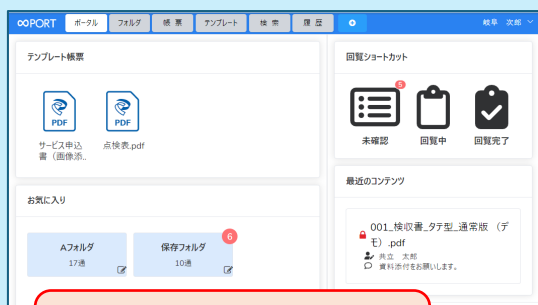 ∞PORT ポータル フォルダ 帳 票 テンプレート 検 索 履 歴 岐阜 次郎
テンプレート帳票
PDF PDF
サービス申込 点検表.pdf
書（画像添..
お気に入り
6
Aフォルダ 保存フォルダ
17通 10通
回覧ショートカット
5
未確認 回覧中 回覧完了
最近のコンテンツ
001_検収書_タテ型_通常版 （デ
モ）.pdf
共立 太郎
資料添付をお願いします。